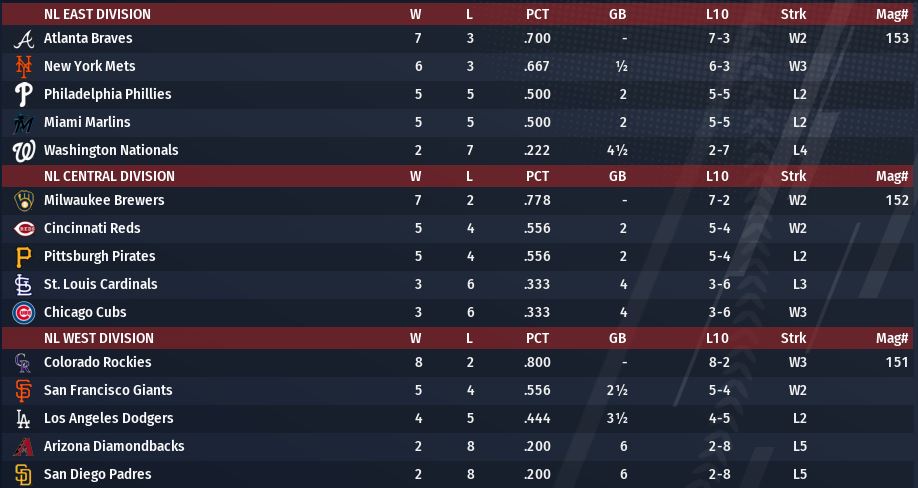 NL EAST DIVISION W L PCT GB L10 Strk Mag#
Atlanta Braves 7 3 .700 - 7-3 W2 153
New York Mets 6 3 .667 ½ 6-3 W3
Philadelphia Phillies 5 5 .500 2 5-5 L2
Miami Marlins 5 5 .500 2 5-5 L2
Washington Nationals 2 7 .222 4½ 2-7 L4
NL CENTRAL DIVISION W L PCT GB L10 Strk Mag#
Milwaukee Brewers 7 2 .778 - 7-2 W2 152
Cincinnati Reds 5 4 .556 2 5-4 W2
Pittsburgh Pirates 5 4 .556 2 5-4 L2
St. Louis Cardinals 3 6 .333 4 3-6 L3
Chicago Cubs 3 6 .333 4 3-6 W3
NL WEST DIVISION W L PCT GB L10 Strk Mag#
Colorado Rockies 8 2 .800 - 8-2 W3 151
San Francisco Giants 5 4 .556 2½ 5-4 W2
Los Angeles Dodgers 4 5 .444 3½ 4-5 L2
Arizona Diamondbacks 2 8 .200 6 2-8 L5
San Diego Padres 2 8 .200 6 2-8 L5